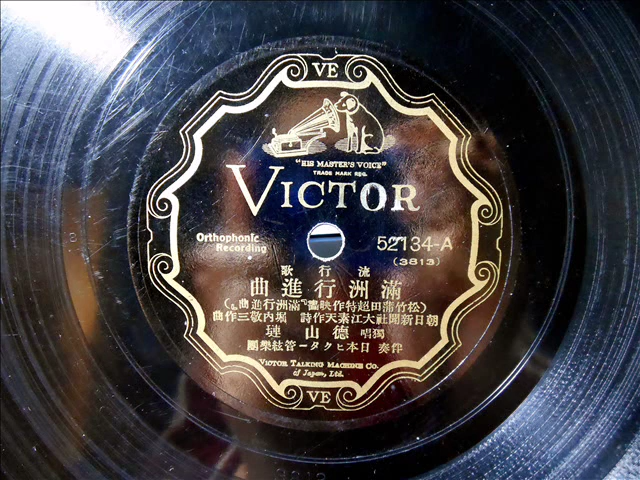 VE
"HIS MASTER'S VOICE"
TRADE MARK REG.
VICTOR
Orthophonic
Recording
52134-A
(3813)
流行歌
滿洲行進曲
(松竹蒲田超特作映畵『滿洲行進曲』)
朝日新聞社大江素天作詩 堀内敬三作曲
獨唱 德山璉
伴奏 日本ビクター管絃樂團
VICTOR TALKING MACHINE CO.
of Japan, Ltd.
VE